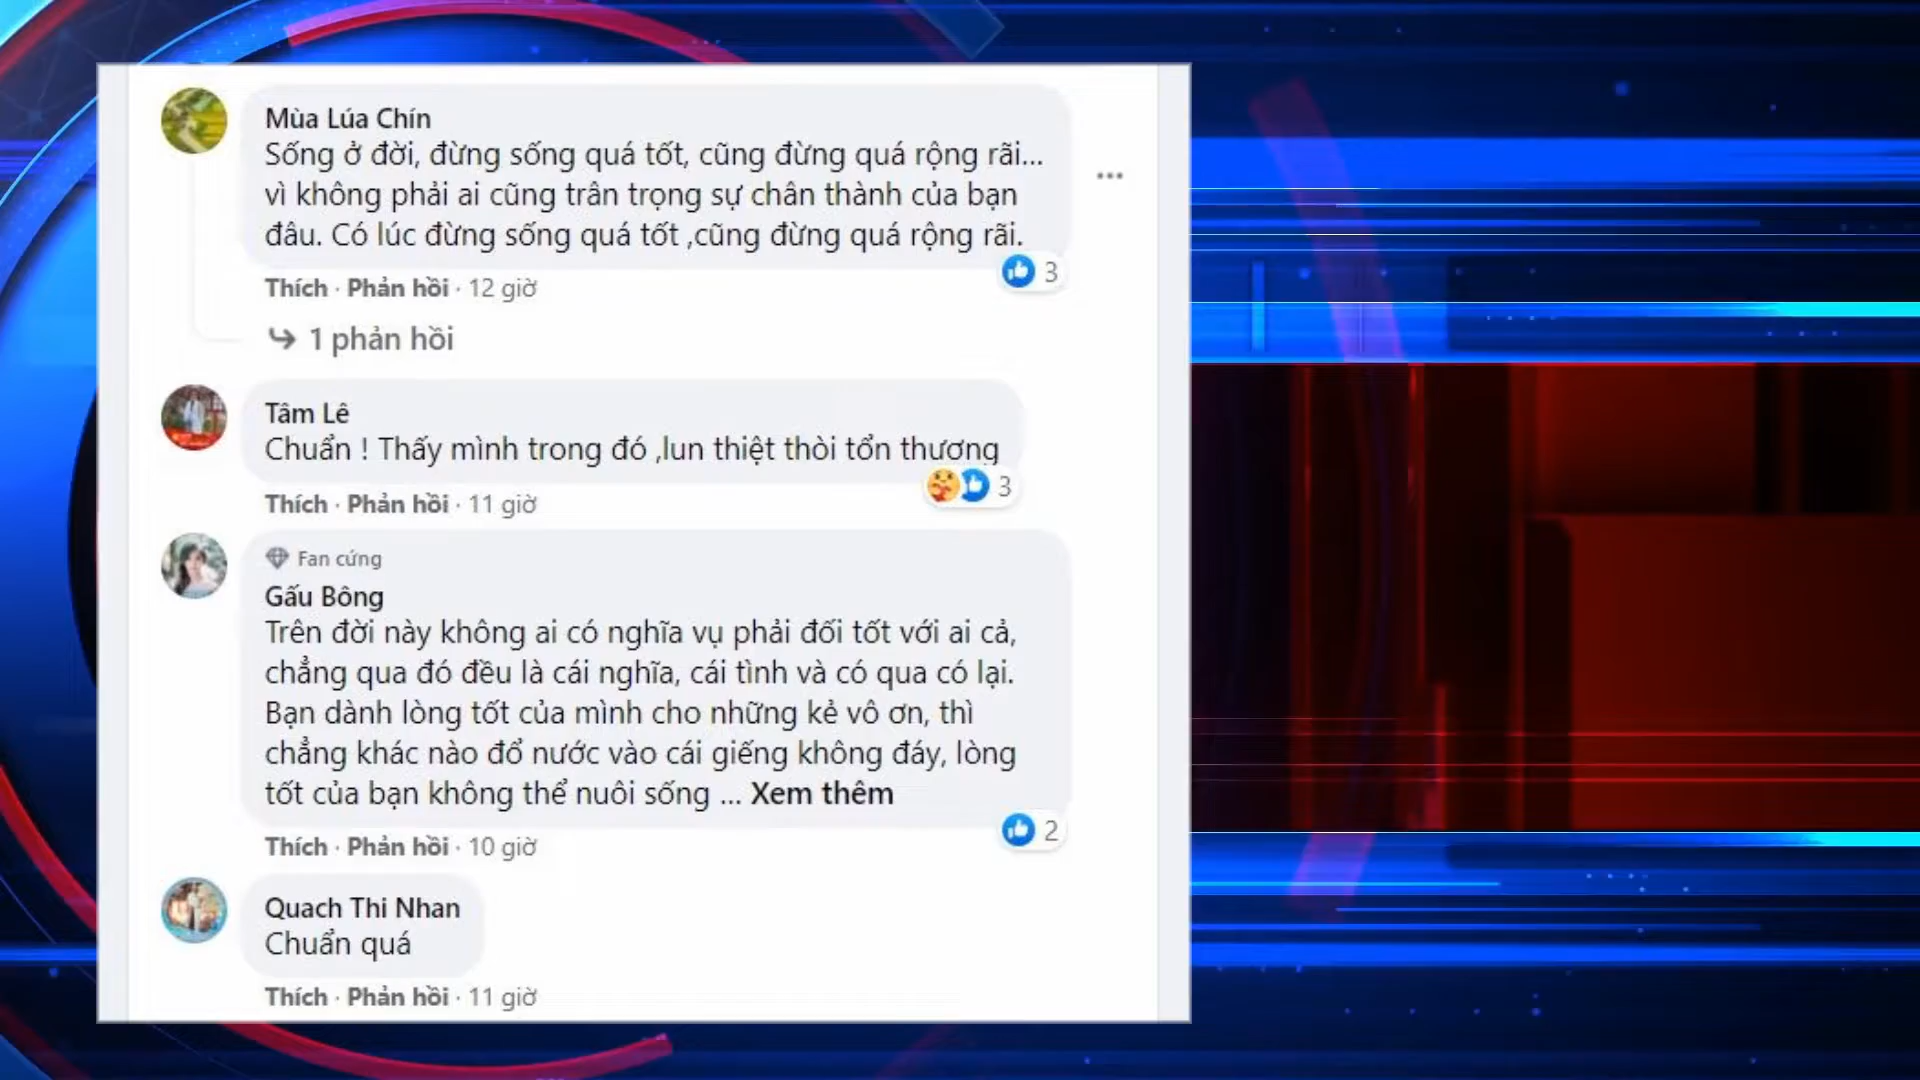 Mùa Lúa Chín
Sống ở đời, đừng sống quá tốt, cũng đừng quá rộng rãi...
vì không phải ai cũng trân trọng sự chân thành của bạn
đâu. Có lúc đừng sống quá tốt ,cũng đừng quá rộng rãi.
3
Thích · Phản hồi · 12 giờ
1 phản hồi
Tâm Lê
Chuẩn ! Thấy mình trong đó ,lun thiệt thòi tổn thương
3
Thích · Phản hồi · 11 giờ
Fan cứng
Gấu Bông
Trên đời này không ai có nghĩa vụ phải đối tốt với ai cả,
chẳng qua đó đều là cái nghĩa, cái tình và có qua có lại.
Bạn dành lòng tốt của mình cho những kẻ vô ơn, thì
chẳng khác nào đổ nước vào cái giếng không đáy, lòng
tốt của bạn không thể nuôi sống ... Xem thêm
2
Thích · Phản hồi · 10 giờ
Quach Thi Nhan
Chuẩn quá
Thích · Phản hồi · 11 giờ